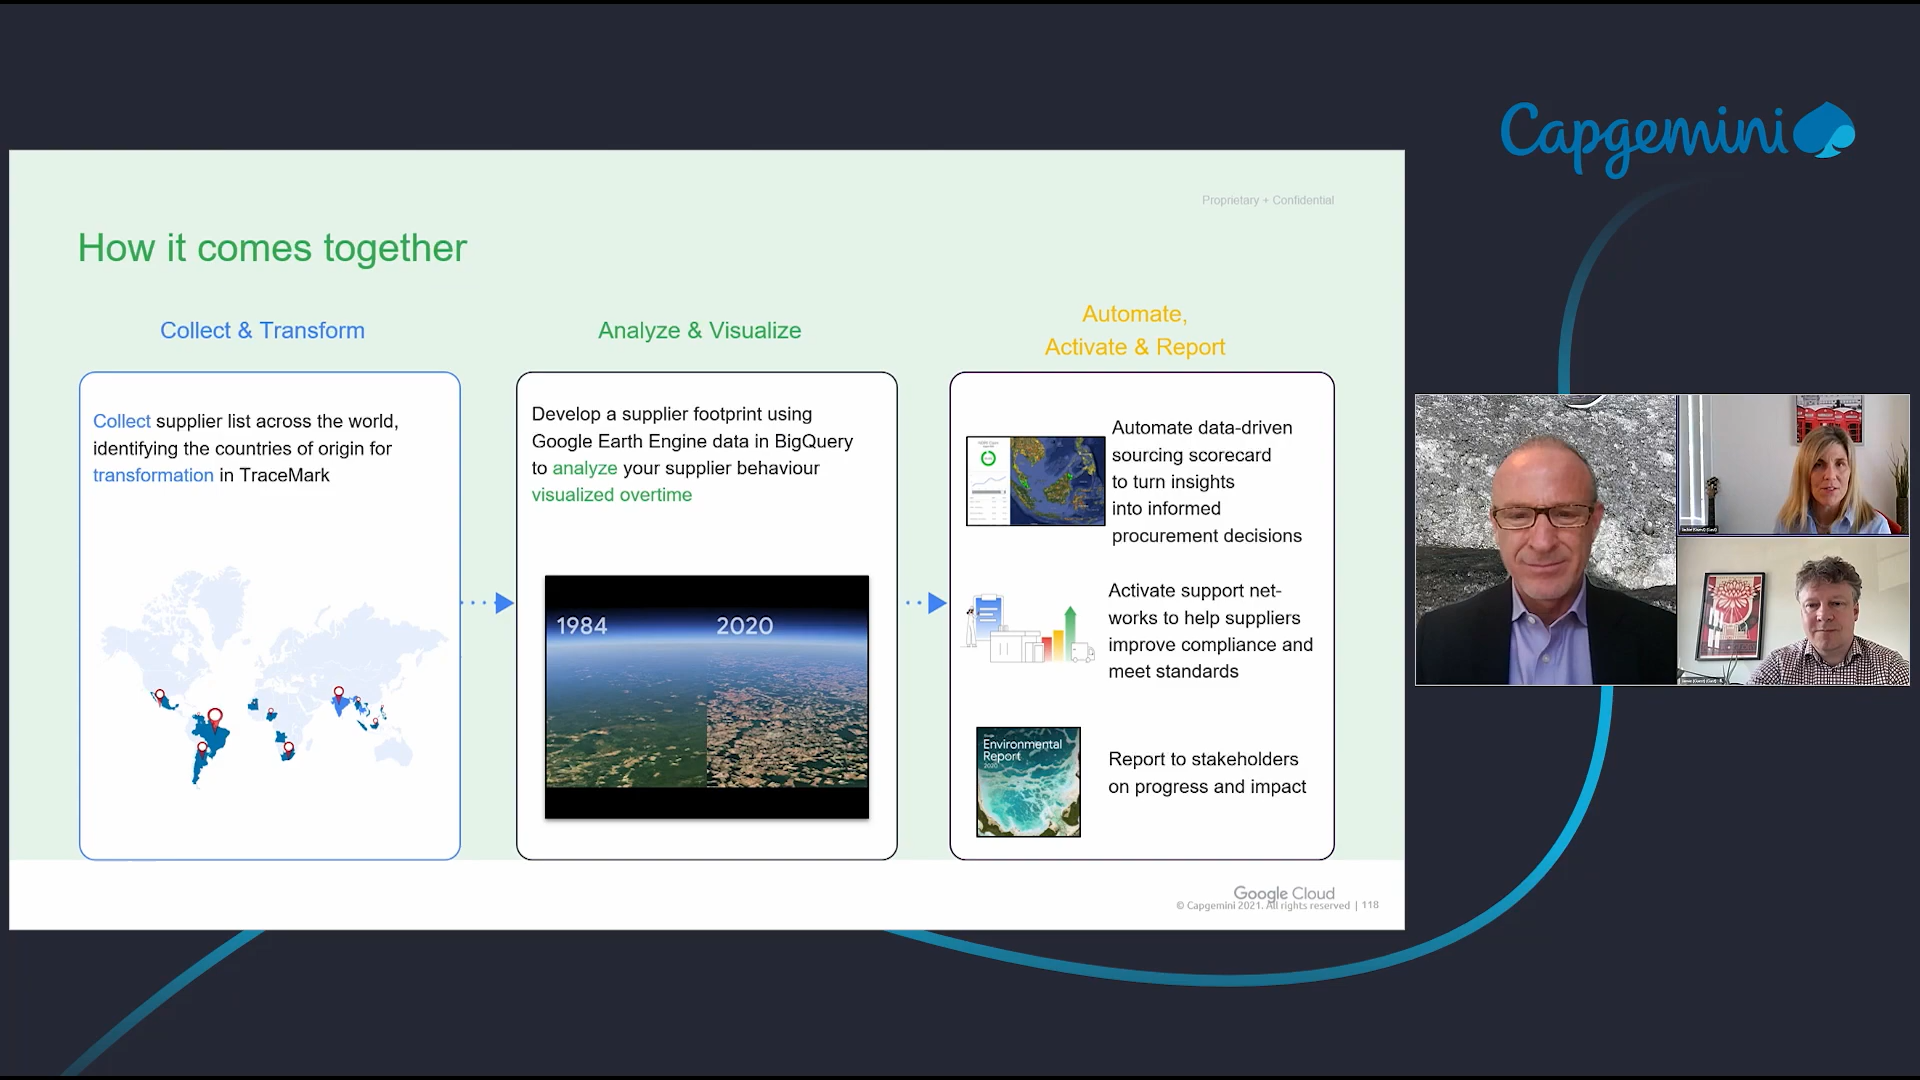 Capgemini
Proprietary + Confidential
How it comes together
Collect & Transform
Collect supplier list across the world,
identifying the countries of origin for
transformation in TraceMark
Analyze & Visualize
Develop a supplier footprint using
Google Earth Engine data in BigQuery
to analyze your supplier behaviour
visualized overtime
1984
2020
Automate,
Activate & Report
Automate data-driven
sourcing scorecard
to turn insights
into informed
procurement decisions
Activate support net-
works to help suppliers
improve compliance and
meet standards
Environmental
Report
2020
Report to stakeholders
on progress and impact
Google Cloud
© Capgemini 2021. All rights reserved | 118